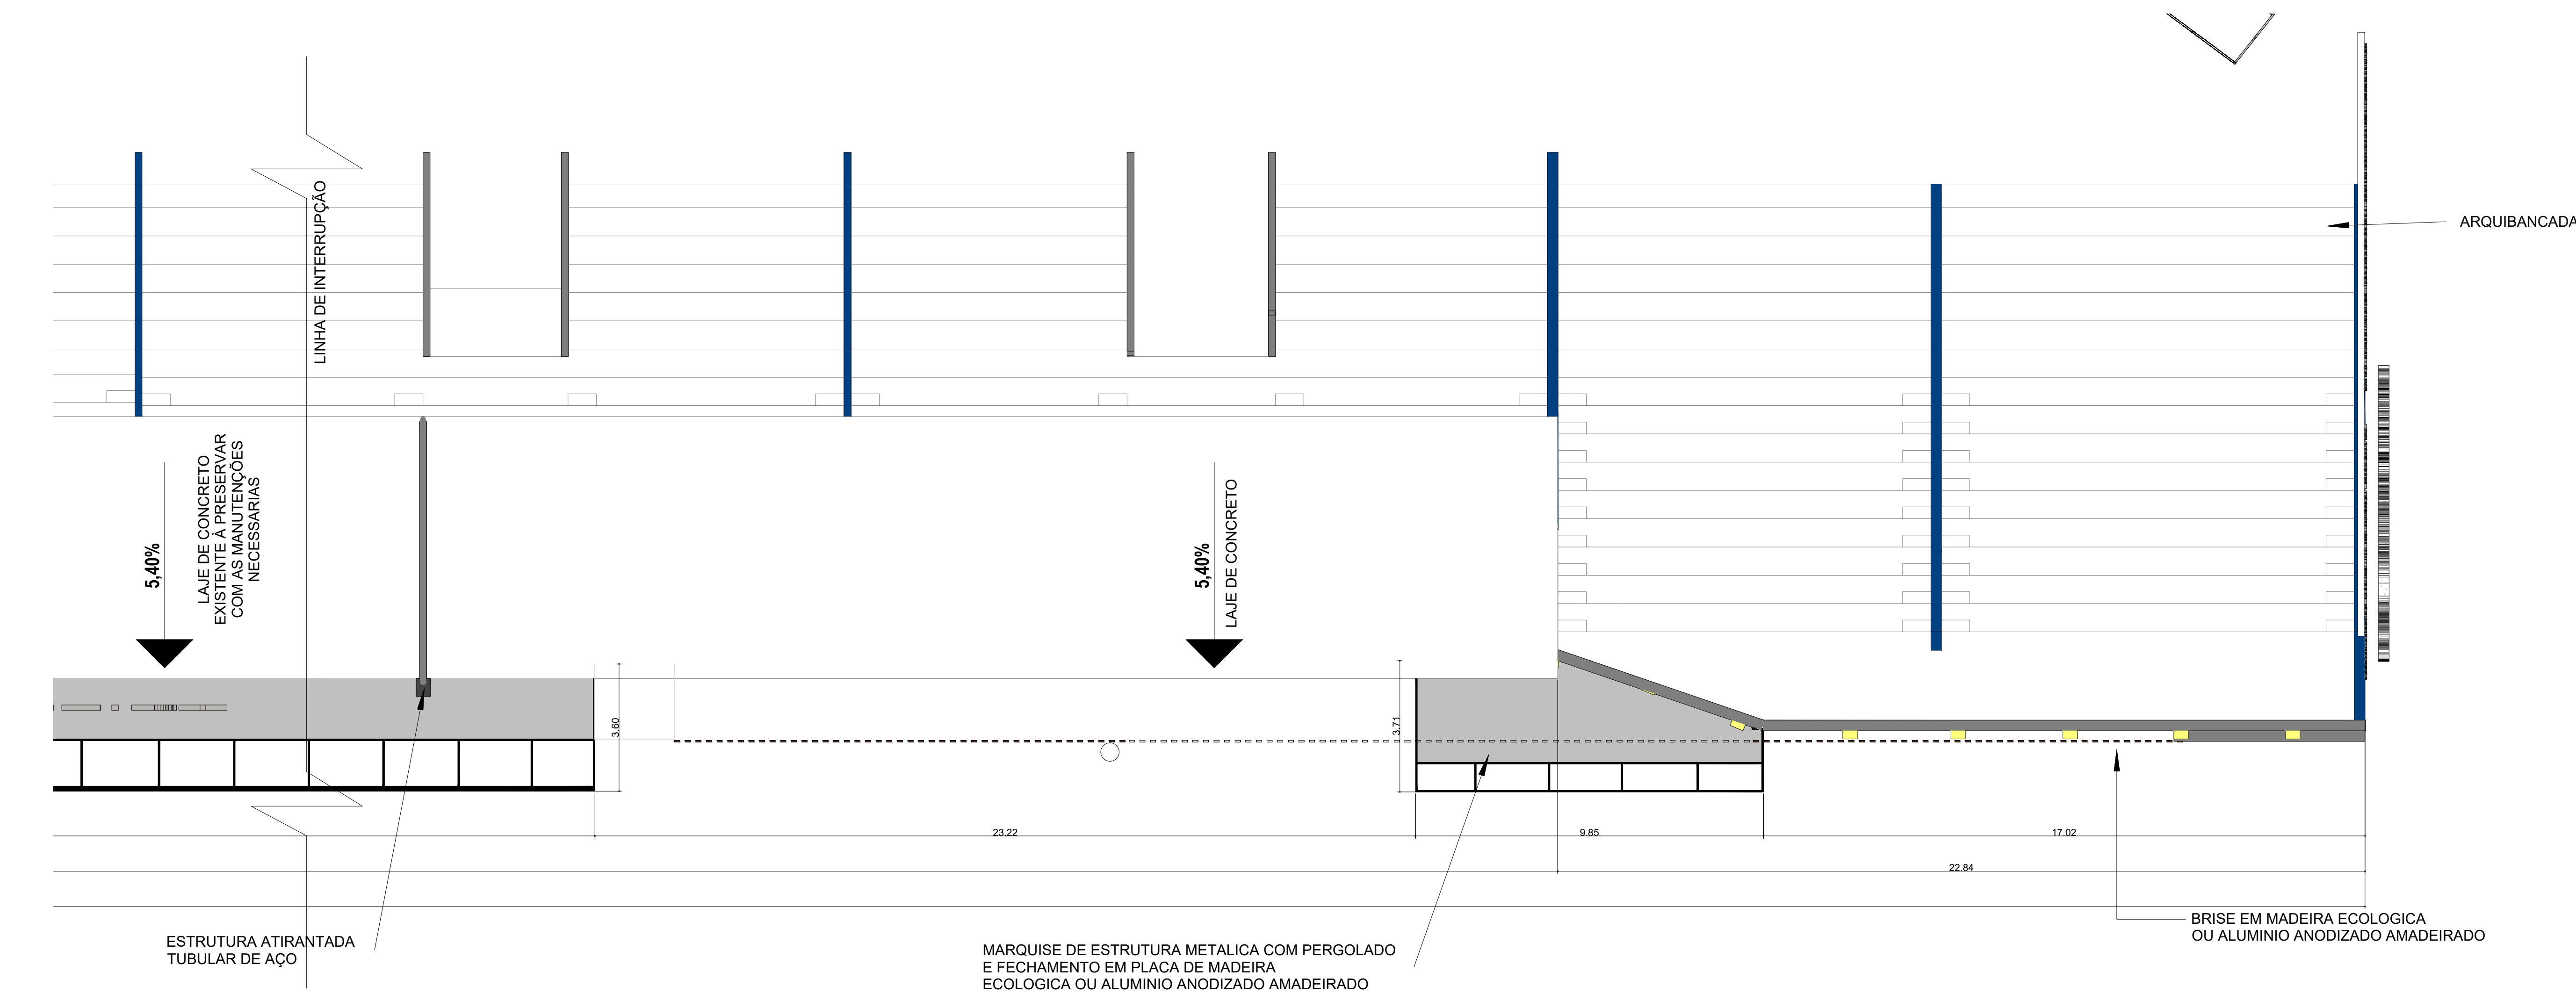 LINHA DE INTERRUPÇÃO
ARQUIBANCADA
5,40%
LAJE DE CONCRETO
EXISTENTE À PRESERVAR
COM AS MANUTENÇÕES
NECESSARIAS
5,40%
LAJE DE CONCRETO
3.60
3.71
23.22
9.85
17.02
22.84
ESTRUTURA ATIRANTADA
TUBULAR DE AÇO
MARQUISE DE ESTRUTURA METALICA COM PERGOLADO
E FECHAMENTO EM PLACA DE MADEIRA
ECOLOGICA OU ALUMINIO ANODIZADO AMADEIRADO
BRISE EM MADEIRA ECOLOGICA
OU ALUMINIO ANODIZADO AMADEIRADO